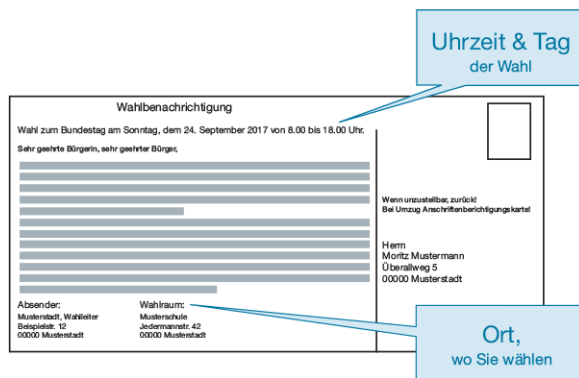 Uhrzeit & Tag
der Wahl
Wahlbenachrichtigung
Wahl zum Bundestag am Sonntag, dem 24. September 2017 von 8.00 bis 18.00 Uhr.
Sehr geehrte Bürgerin, sehr geehrter Bürger,
Wenn unzustellbar, zurück!
Bei Umzug Anschriftenberichtigungskarte!
Herrn
Moritz Mustermann
Überallweg 5
00000 Musterstadt
Absender:
Musterstadt, Wahlleiter
Beispielstr. 12
00000 Musterstadt
Wahlraum:
Musterschule
Jedermannstr. 42
00000 Musterstadt
Ort,
wo Sie wählen